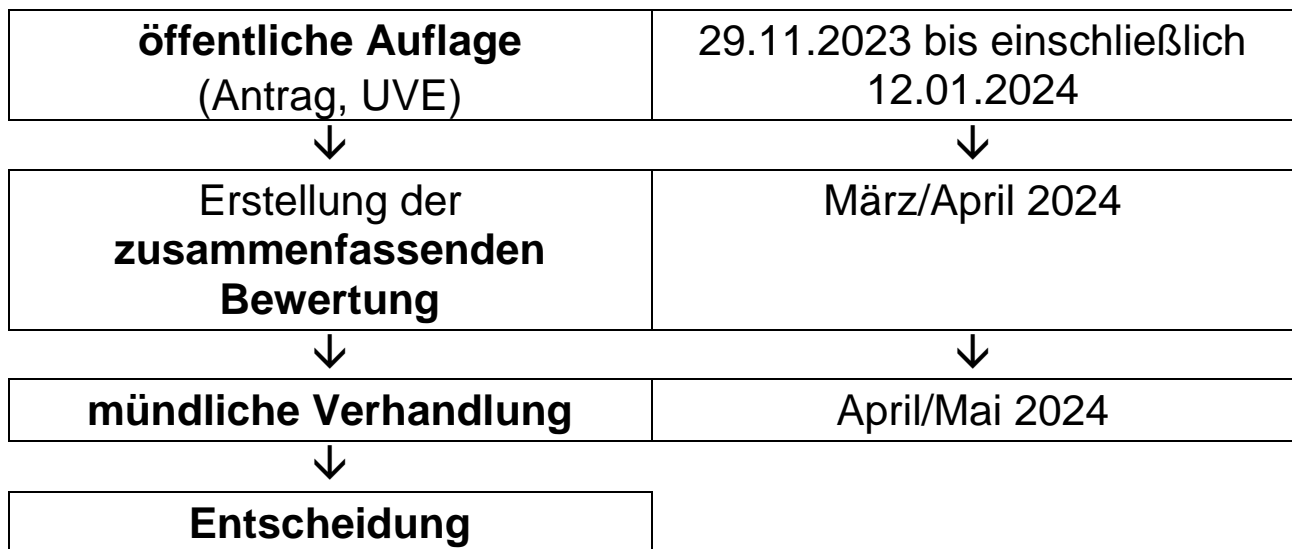 öffentliche Auflage
(Antrag, UVE)
29.11.2023 bis einschließlich
12.01.2024
↓ ↓
Erstellung der
zusammenfassenden
Bewertung
März/April 2024
↓ ↓
mündliche Verhandlung
April/Mai 2024
↓
Entscheidung